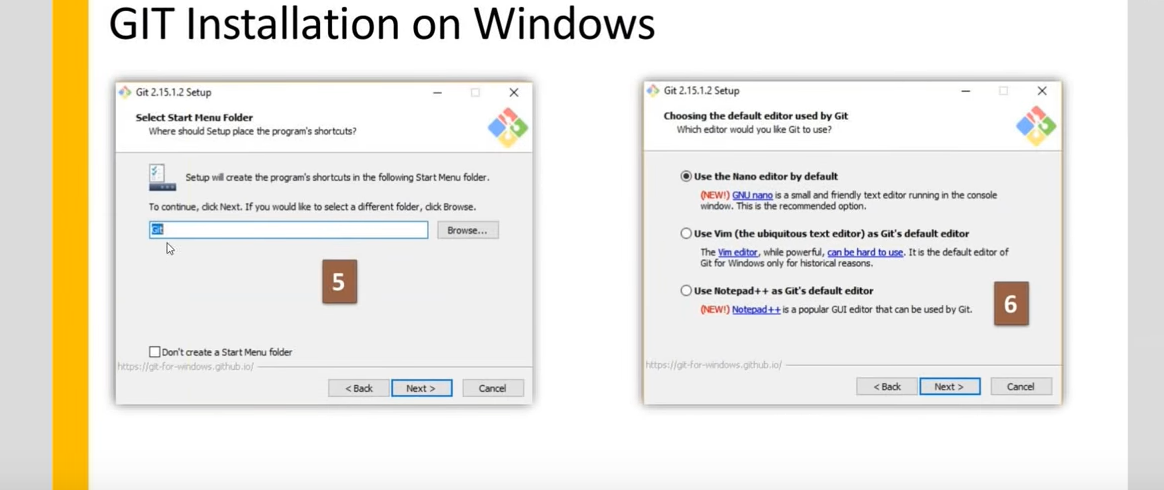 GIT Installation on Windows
Git 2.15.1.2 Setup
Select Start Menu Folder
Where should Setup place the program's shortcuts?
Setup will create the program's shortcuts in the following Start Menu folder.
To continue, click Next. If you would like to select a different folder, click Browse.
Git
Browse...
5
Don't create a Start Menu folder
https://git-for-windows.github.io/
< Back
Next >
Cancel
Git 2.15.1.2 Setup
Choosing the default editor used by Git
Which editor would you like Git to use?
Use the Nano editor by default
(NEW!) GNU nano is a small and friendly text editor running in the console
window. This is the recommended option.
Use Vim (the ubiquitous text editor) as Git's default editor
The Vim editor, while powerful, can be hard to use. It is the default editor of
Git for Windows only for historical reasons.
Use Notepad++ as Git's default editor
(NEW!) Notepad++ is a popular GUI editor that can be used by Git.
6
https://git-for-windows.github.io/
< Back
Next >
Cancel